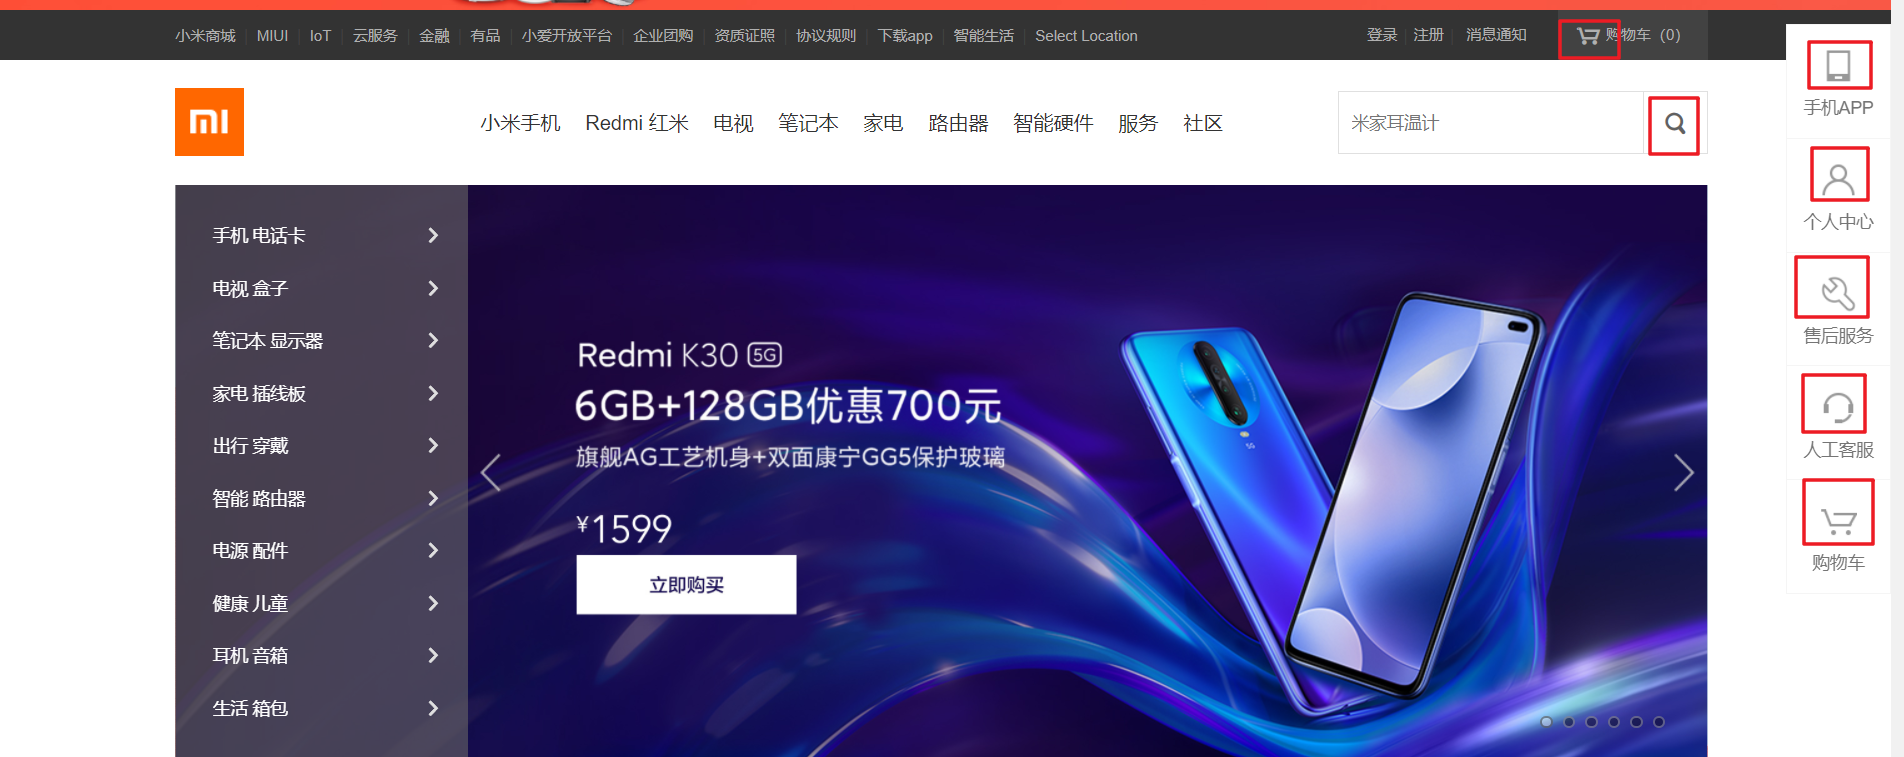 小米商城 MIUI IoT 云服务 金融 有品 小爱开放平台 企业团购 资质证照 协议规则 下载app 智能生活 Select Location 登录 注册 消息通知 购物车 (0)
mi 小米手机 Redmi 红米 电视 笔记本 家电 路由器 智能硬件 服务 社区 米家耳温计
手机 电话卡
电视 盒子
笔记本 显示器
家电 插线板
出行 穿戴
智能 路由器
电源 配件
健康 儿童
耳机 音箱
生活 箱包
Redmi K30 5G
6GB+128GB优惠700元
旗舰AG工艺机身+双面康宁GG5保护玻璃
¥1599
立即购买
手机APP
个人中心
售后服务
人工客服
购物车